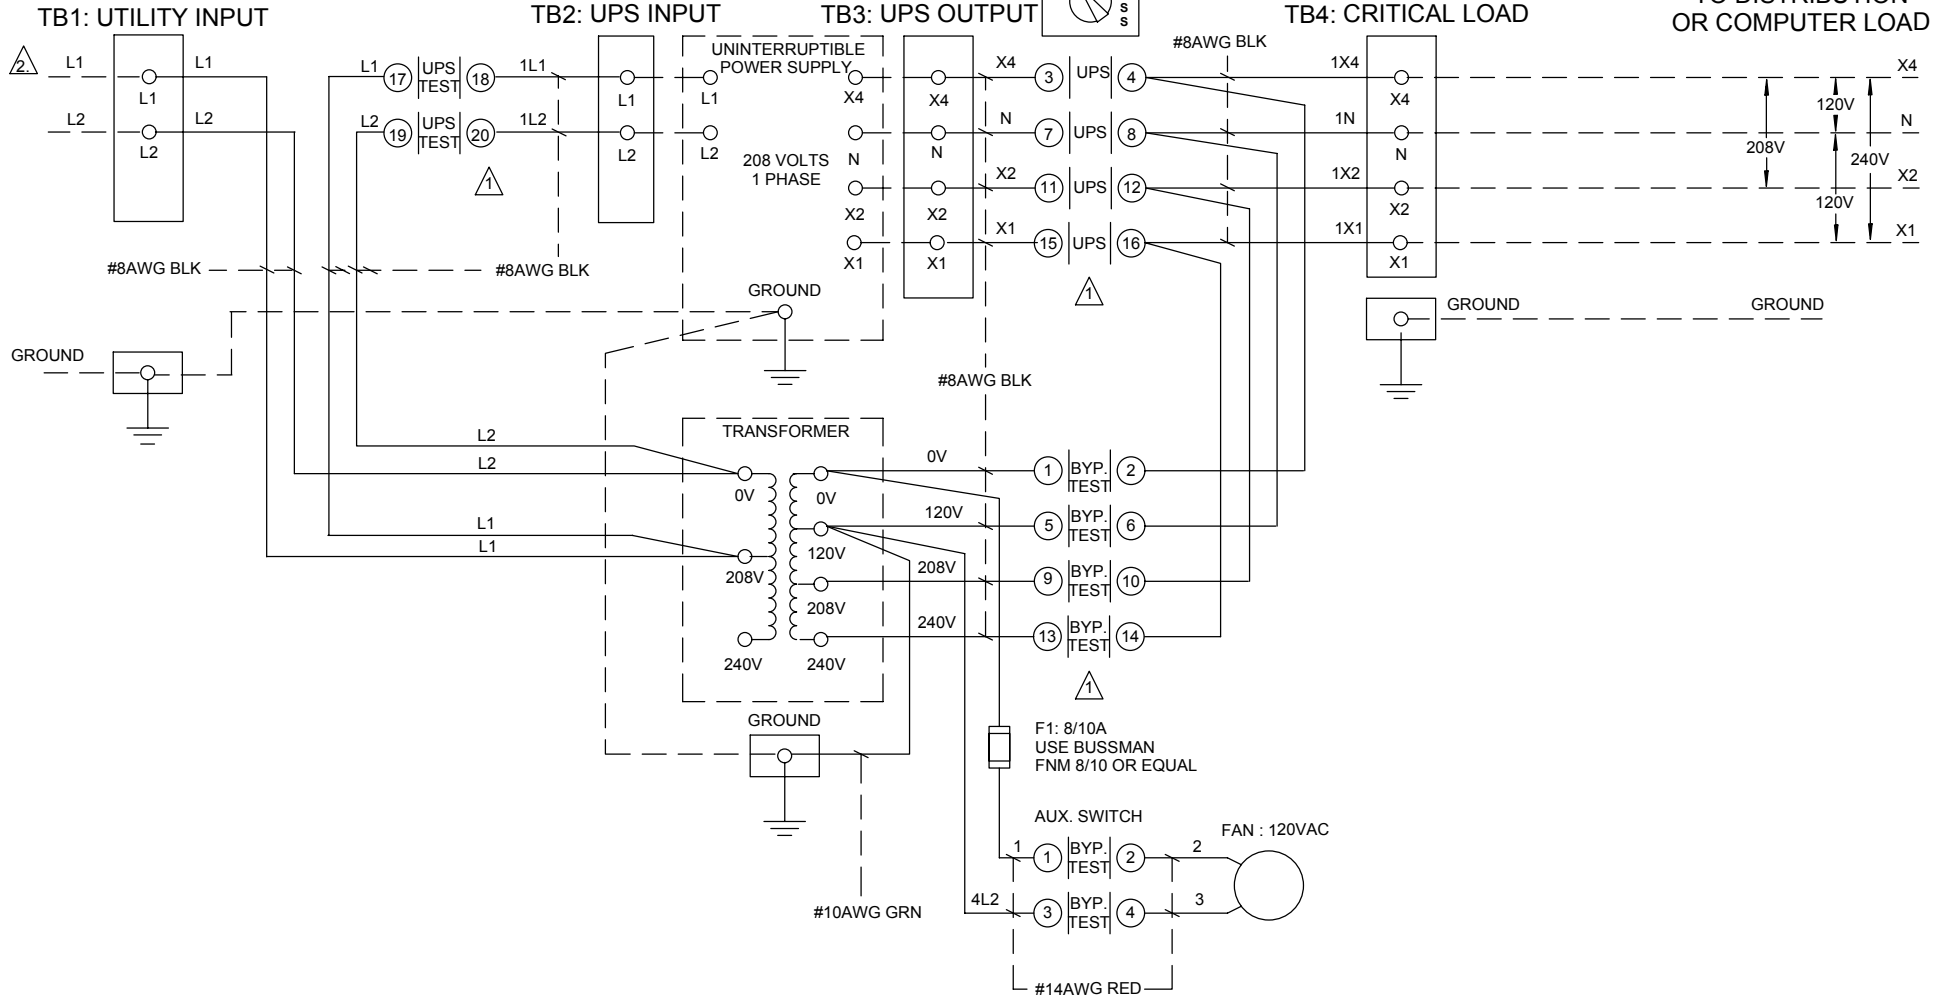 TB1: UTILITY INPUT
TB2: UPS INPUT
TB3: UPS OUTPUT
S
S
TB4: CRITICAL LOAD
TO DISTRIBUTION
OR COMPUTER LOAD
2.
L1
L1
L1
L2
L2
L2
L1
17
UPS
TEST
18
1L1
L2
19
UPS
TEST
20
1L2
1
L1
L2
UNINTERRUPTIBLE
POWER SUPPLY
L1
L2
208 VOLTS
1 PHASE
X4
N
X2
X1
X4
N
X2
X1
X4
3
UPS
4
N
7
UPS
8
X2
11
UPS
12
X1
15
UPS
16
1
#8AWG BLK
1X4
X4
1N
N
1X2
X2
1X1
X1
208V
120V
120V
240V
X4
N
X2
X1
#8AWG BLK
#8AWG BLK
GROUND
GROUND
GROUND
GROUND
#8AWG BLK
TRANSFORMER
L2
L2
L1
L1
0V
208V
240V
0V
120V
208V
240V
0V
1
BYP.
TEST
2
120V
5
BYP.
TEST
6
208V
9
BYP.
TEST
10
240V
13
BYP.
TEST
14
1
GROUND
F1: 8/10A
USE BUSSMAN
FNM 8/10 OR EQUAL
AUX. SWITCH
FAN : 120VAC
1
1
BYP.
TEST
2
2
4L2
3
BYP.
TEST
4
3
#10AWG GRN
#14AWG RED